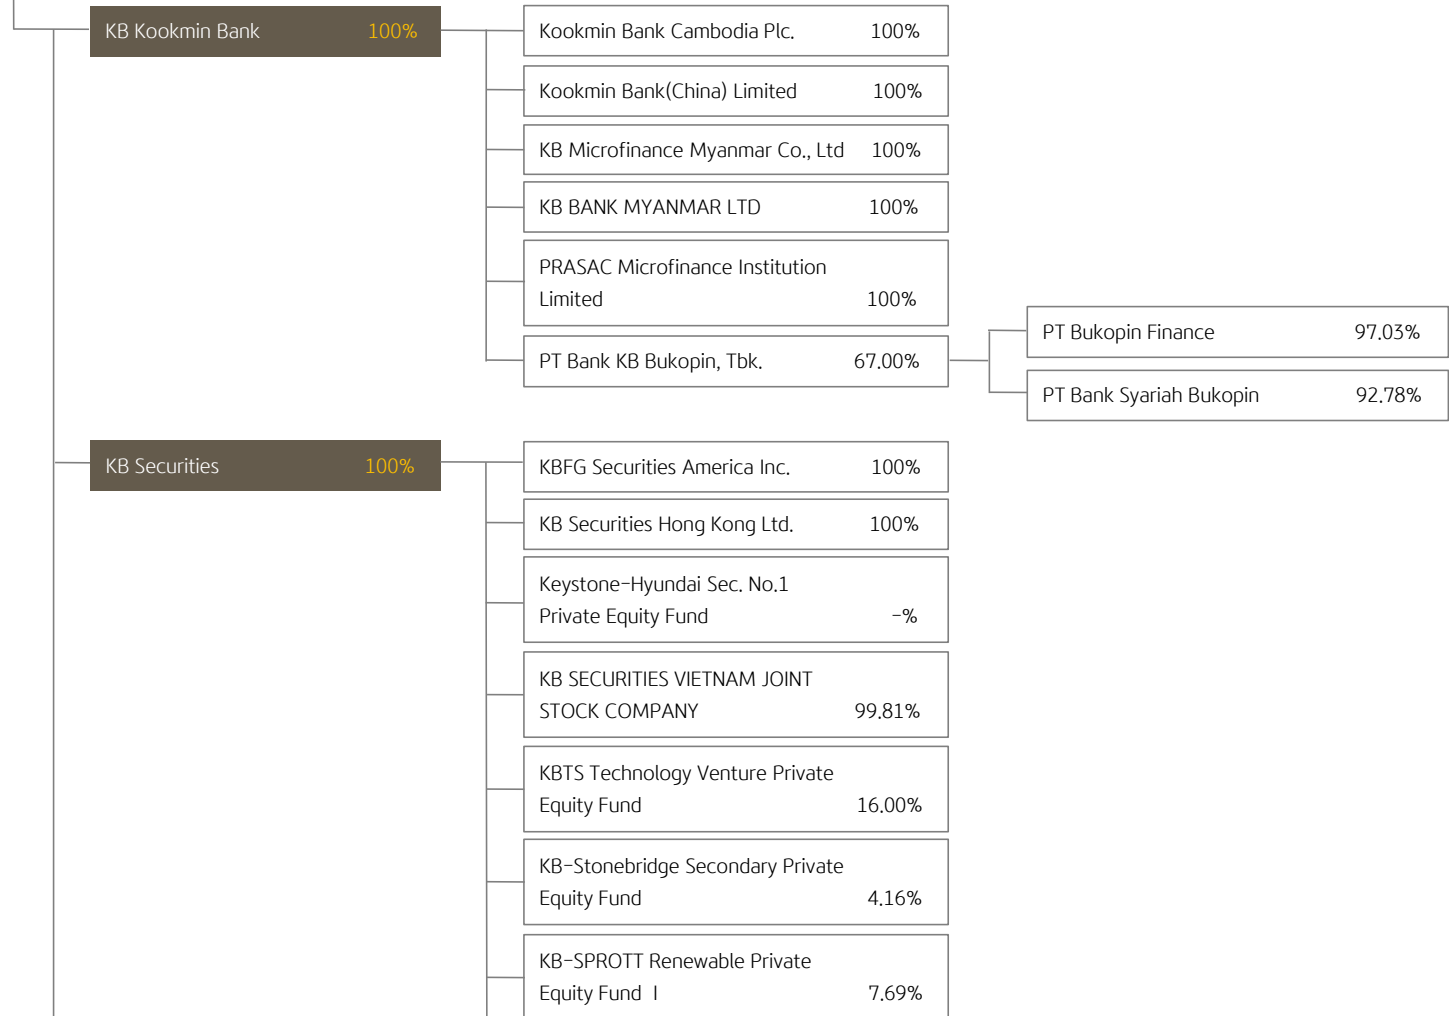 KB Kookmin Bank 100%
Kookmin Bank Cambodia Plc. 100%
Kookmin Bank(China) Limited 100%
KB Microfinance Myanmar Co., Ltd 100%
KB BANK MYANMAR LTD 100%
PRASAC Microfinance Institution
Limited 100%
PT Bank KB Bukopin, Tbk. 67.00%
PT Bukopin Finance 97.03%
PT Bank Syariah Bukopin 92.78%
KB Securities 100%
KBFG Securities America Inc. 100%
KB Securities Hong Kong Ltd. 100%
Keystone-Hyundai Sec. No.1
Private Equity Fund -%
KB SECURITIES VIETNAM JOINT
STOCK COMPANY 99.81%
KBTS Technology Venture Private
Equity Fund 16.00%
KB-Stonebridge Secondary Private
Equity Fund 4.16%
KB-SPROTT Renewable Private
Equity Fund I 7.69%